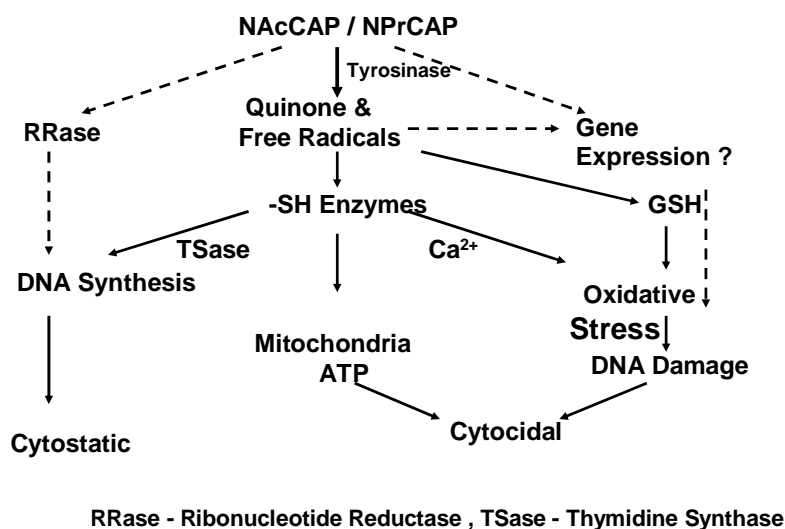 NAcCAP / NPrCAP
Tyrosinase
Quinone &
Free Radicals
RRase
Gene
Expression ?
-SH Enzymes
GSH
TSase
Ca²⁺
DNA Synthesis
Oxidative
Stress
Mitochondria
ATP
DNA Damage
Cytostatic
Cytocidal
RRase - Ribonucleotide Reductase , TSase - Thymidine Synthase